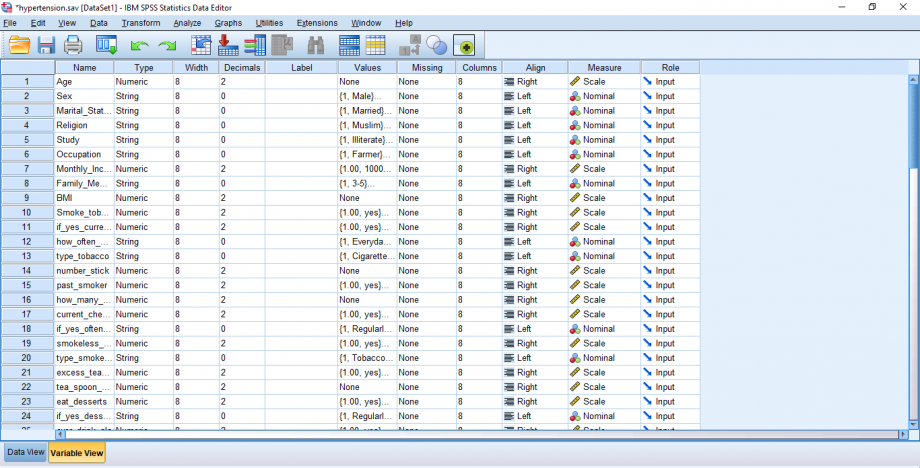 *hypertension.sav [DataSet1] - IBM SPSS Statistics Data Editor
File Edit View Data Transform Analyze Graphs Utilities Extensions Window Help
Name Type Width Decimals Label Values Missing Columns Align Measure Role
1 Age Numeric 8 2 None None 8 Right Scale Input
2 Sex String 8 0 {1, Male}... None 8 Left Nominal Input
3 Marital_Stat... String 8 0 {1, Married}... None 8 Left Nominal Input
4 Religion String 8 0 {1, Muslim}... None 8 Left Nominal Input
5 Study String 8 0 {1, Illiterate}... None 8 Left Nominal Input
6 Occupation String 8 0 {1, Farmer}... None 8 Left Nominal Input
7 Monthly_Inc... Numeric 8 2 {1.00, 1000... None 8 Right Scale Input
8 Family_Me... String 8 0 {1, 3-5}... None 8 Left Nominal Input
9 BMI Numeric 8 2 None None 8 Right Scale Input
10 Smoke_tob... Numeric 8 2 {1.00, yes}... None 8 Right Scale Input
11 if_yes_curre... Numeric 8 2 {1.00, yes}... None 8 Right Scale Input
12 how_often_... String 8 0 {1, Everyda... None 8 Left Nominal Input
13 type_tobacco String 8 0 {1, Cigarette... None 8 Left Nominal Input
14 number_stick Numeric 8 2 None None 8 Right Scale Input
15 past_smoker Numeric 8 2 {1.00, yes}... None 8 Right Scale Input
16 how_many_... Numeric 8 2 None None 8 Right Scale Input
17 current_che... Numeric 8 2 {1.00, yes}... None 8 Right Scale Input
18 if_yes_often... String 8 0 {1, Regularl... None 8 Left Nominal Input
19 smokeless_... Numeric 8 2 {1.00, yes}... None 8 Right Scale Input
20 type_smoke... String 8 0 {1, Tobacco... None 8 Left Nominal Input
21 excess_tea... Numeric 8 2 {1.00, yes}... None 8 Right Scale Input
22 tea_spoon_... Numeric 8 2 None None 8 Right Scale Input
23 eat_desserts Numeric 8 2 {1.00, yes}... None 8 Right Scale Input
24 if_yes_dess... String 8 0 {1, Regularl... None 8 Left Nominal Input
Data View Variable View